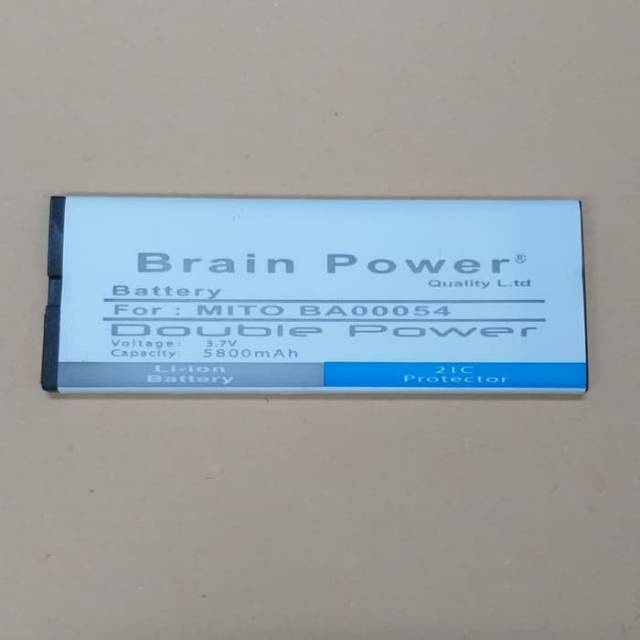 Brain Power®
Quality L.td
Battery
For : MITO BA00054
Double Power
Voltage: 3.7V
Capacity: 5800mAh
Li-ion
Battery
2IC
Protector